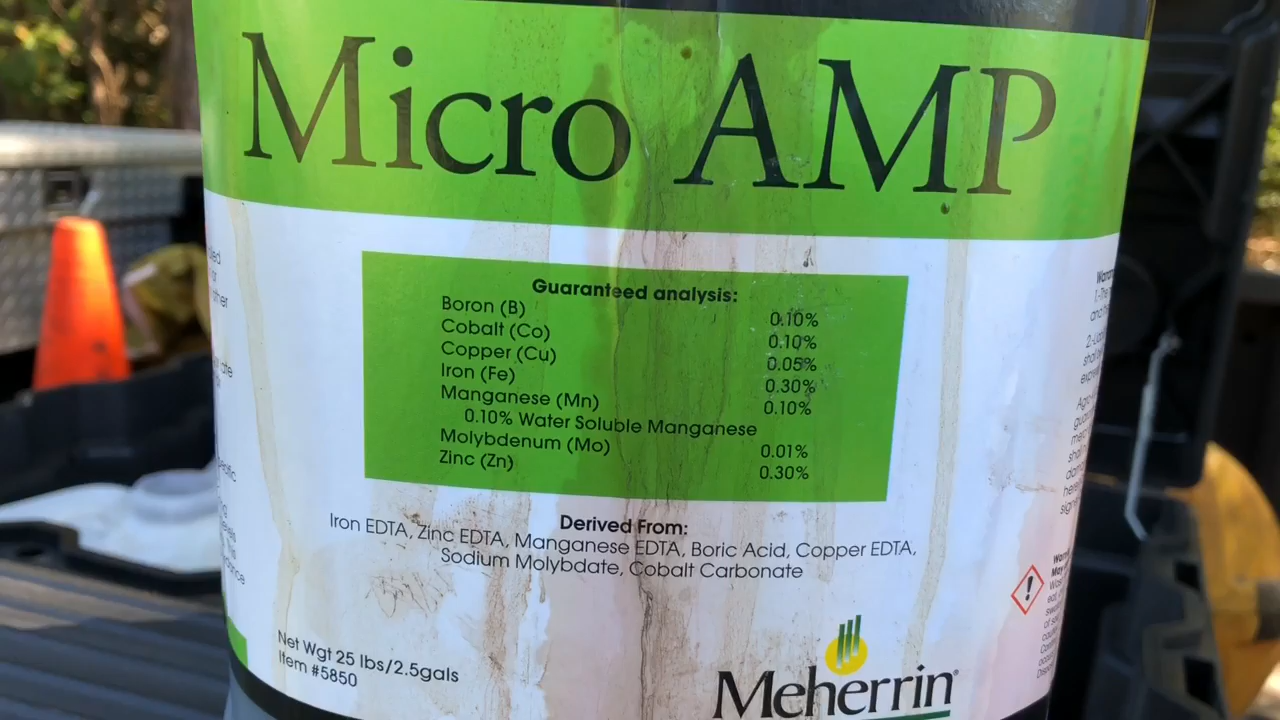 Micro AMP
Guaranteed analysis:
Boron (B) 0.10%
Cobalt (Co) 0.10%
Copper (Cu) 0.05%
Iron (Fe) 0.30%
Manganese (Mn) 0.10%
0.10% Water Soluble Manganese
Molybdenum (Mo) 0.01%
Zinc (Zn) 0.30%
Derived From:
Iron EDTA, Zinc EDTA, Manganese EDTA, Boric Acid, Copper EDTA,
Sodium Molybdate, Cobalt Carbonate
Net Wgt 25 lbs/2.5gals
Item #5850
Meherrin®